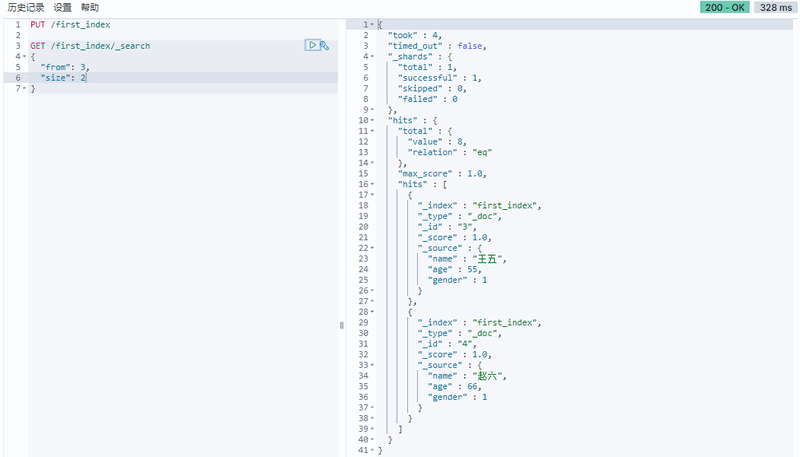 历史记录 设置 帮助
200 - OK
328 ms
1 PUT /first_index
2
3 GET /first_index/_search
4 {
5 "from": 3,
6 "size": 2
7 }
1 {
2 "took" : 4,
3 "timed_out" : false,
4 "_shards" : {
5 "total" : 1,
6 "successful" : 1,
7 "skipped" : 0,
8 "failed" : 0
9 },
10 "hits" : {
11 "total" : {
12 "value" : 8,
13 "relation" : "eq"
14 },
15 "max_score" : 1.0,
16 "hits" : [
17 {
18 "_index" : "first_index",
19 "_type" : "_doc",
20 "_id" : "3",
21 "_score" : 1.0,
22 "_source" : {
23 "name" : "王五",
24 "age" : 55,
25 "gender" : 1
26 }
27 },
28 {
29 "_index" : "first_index",
30 "_type" : "_doc",
31 "_id" : "4",
32 "_score" : 1.0,
33 "_source" : {
34 "name" : "赵六",
35 "age" : 66,
36 "gender" : 1
37 }
38 }
39 ]
40 }
41 }